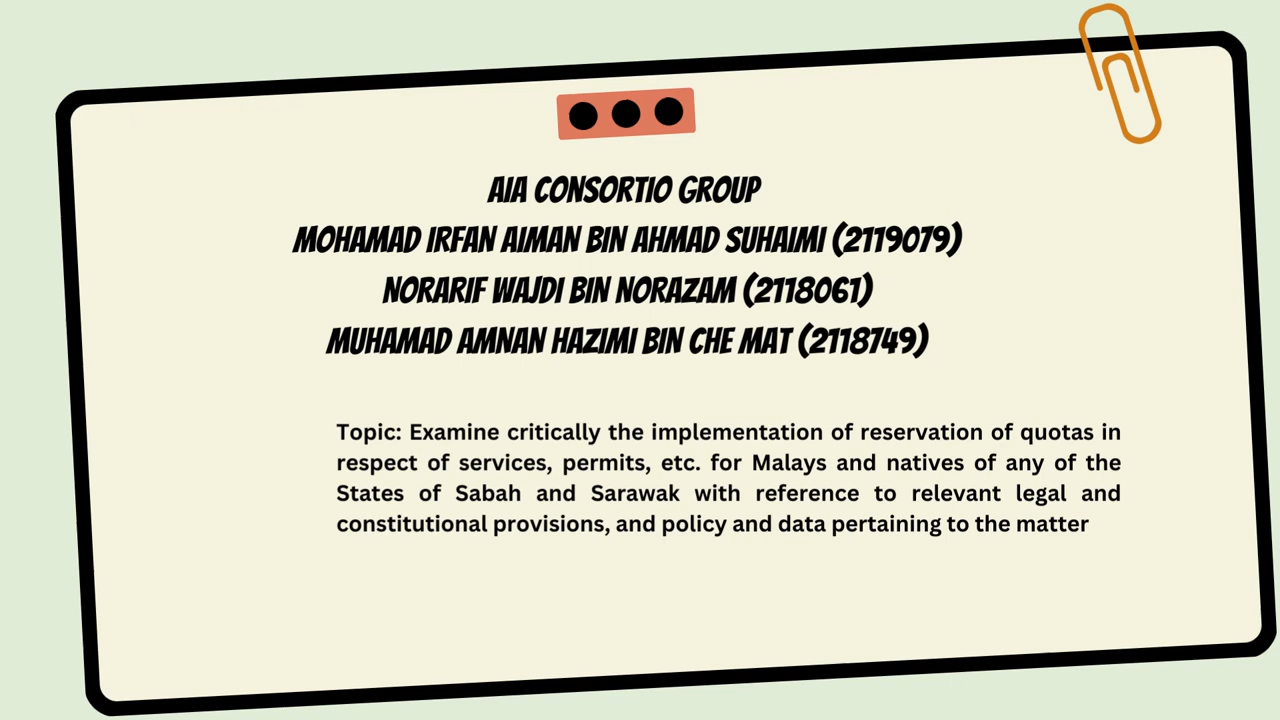 AIA CONSORTIO GROUP
MOHAMAD IRFAN AIMAN BIN AHMAD SUHAIMI (2119079)
NORARIF WAJDI BIN NORAZAM (2118061)
MUHAMAD AMNAN HAZIMI BIN CHE MAT (2118749)
Topic: Examine critically the implementation of reservation of quotas in
respect of services, permits, etc. for Malays and natives of any of the
States of Sabah and Sarawak with reference to relevant legal and
constitutional provisions, and policy and data pertaining to the matter